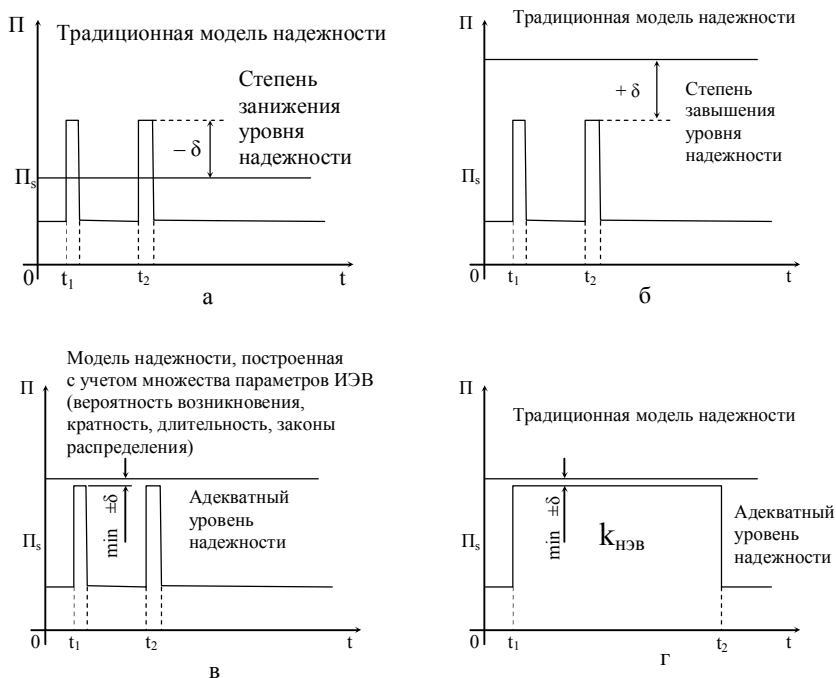 П
Традиционная модель надежности
Степень
занижения
уровня
надежности
– δ
Пs
0
t1
t2
t
а
П
Традиционная модель надежности
+ δ
Степень
завышения
уровня
надежности
Пs
0
t1
t2
t
б
Модель надежности, построенная
с учетом множества параметров ИЭВ
(вероятность возникновения,
кратность, длительность, законы
распределения)
П
min ±δ
Адекватный
уровень
надежности
Пs
0
t1
t2
t
в
П
Традиционная модель надежности
min ±δ
kнэв
Адекватный
уровень
надежности
Пs
0
t1
t2
t
г